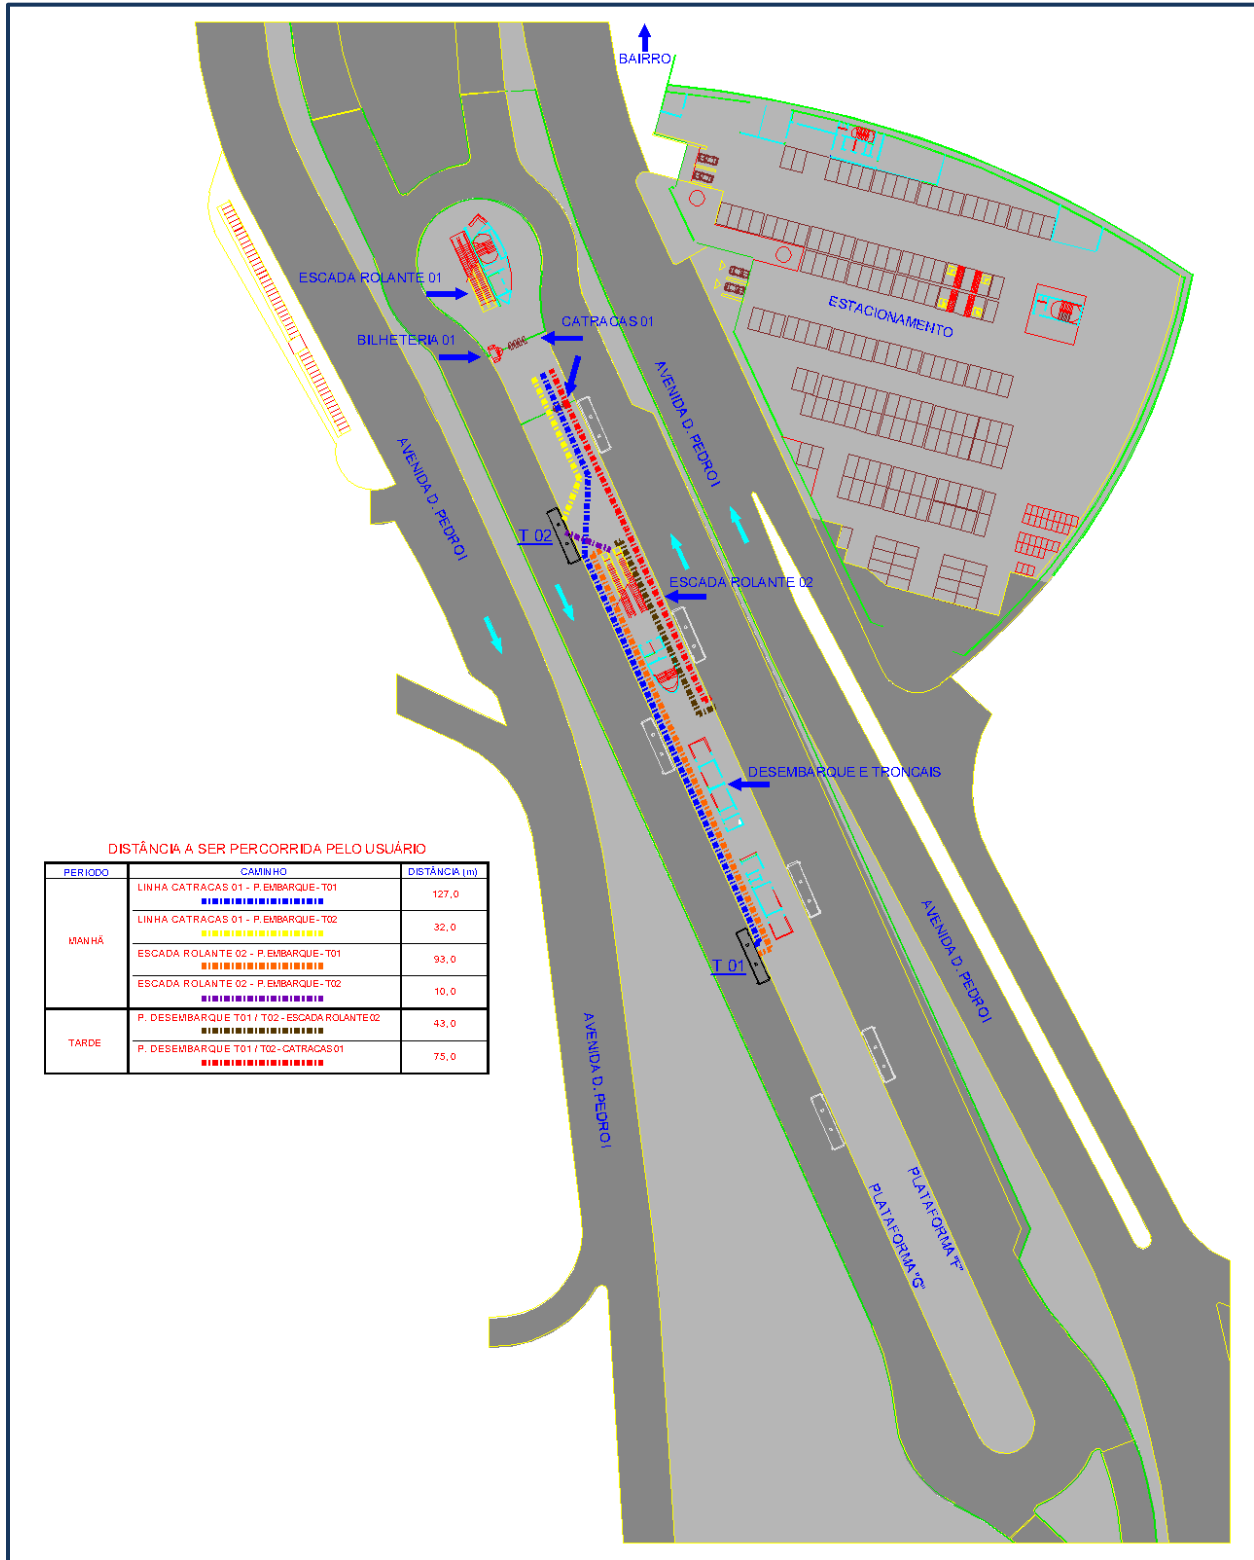 BAIRRO
ESCADA ROLANTE 01
CATRACAS 01
BILHETERIA 01
ESTACIONAMENTO
AVENIDA D. PEDRO I
AVENIDA D. PEDRO I
T 02
ESCADA ROLANTE 02
DESEMBARQUE E TRONCAIS
DISTÂNCIA A SER PERCORRIDA PELO USUÁRIO
PERIODO CAMINHO DISTÂNCIA (m)
MANHÃ
LINHA CATRACAS 01 - P. EMBARQUE - T01 127,0
LINHA CATRACAS 01 - P. EMBARQUE - T02 32,0
ESCADA ROLANTE 02 - P. EMBARQUE - T01 93,0
ESCADA ROLANTE 02 - P. EMBARQUE - T02 10,0
TARDE
P. DESEMBARQUE T01 / T02 - ESCADA ROLANTE 02 43,0
P. DESEMBARQUE T01 / T02 - CATRACAS 01 75,0
T 01
AVENIDA D. PEDRO I
AVENIDA D. PEDRO I
PLATAFORMA "F"
PLATAFORMA "G"